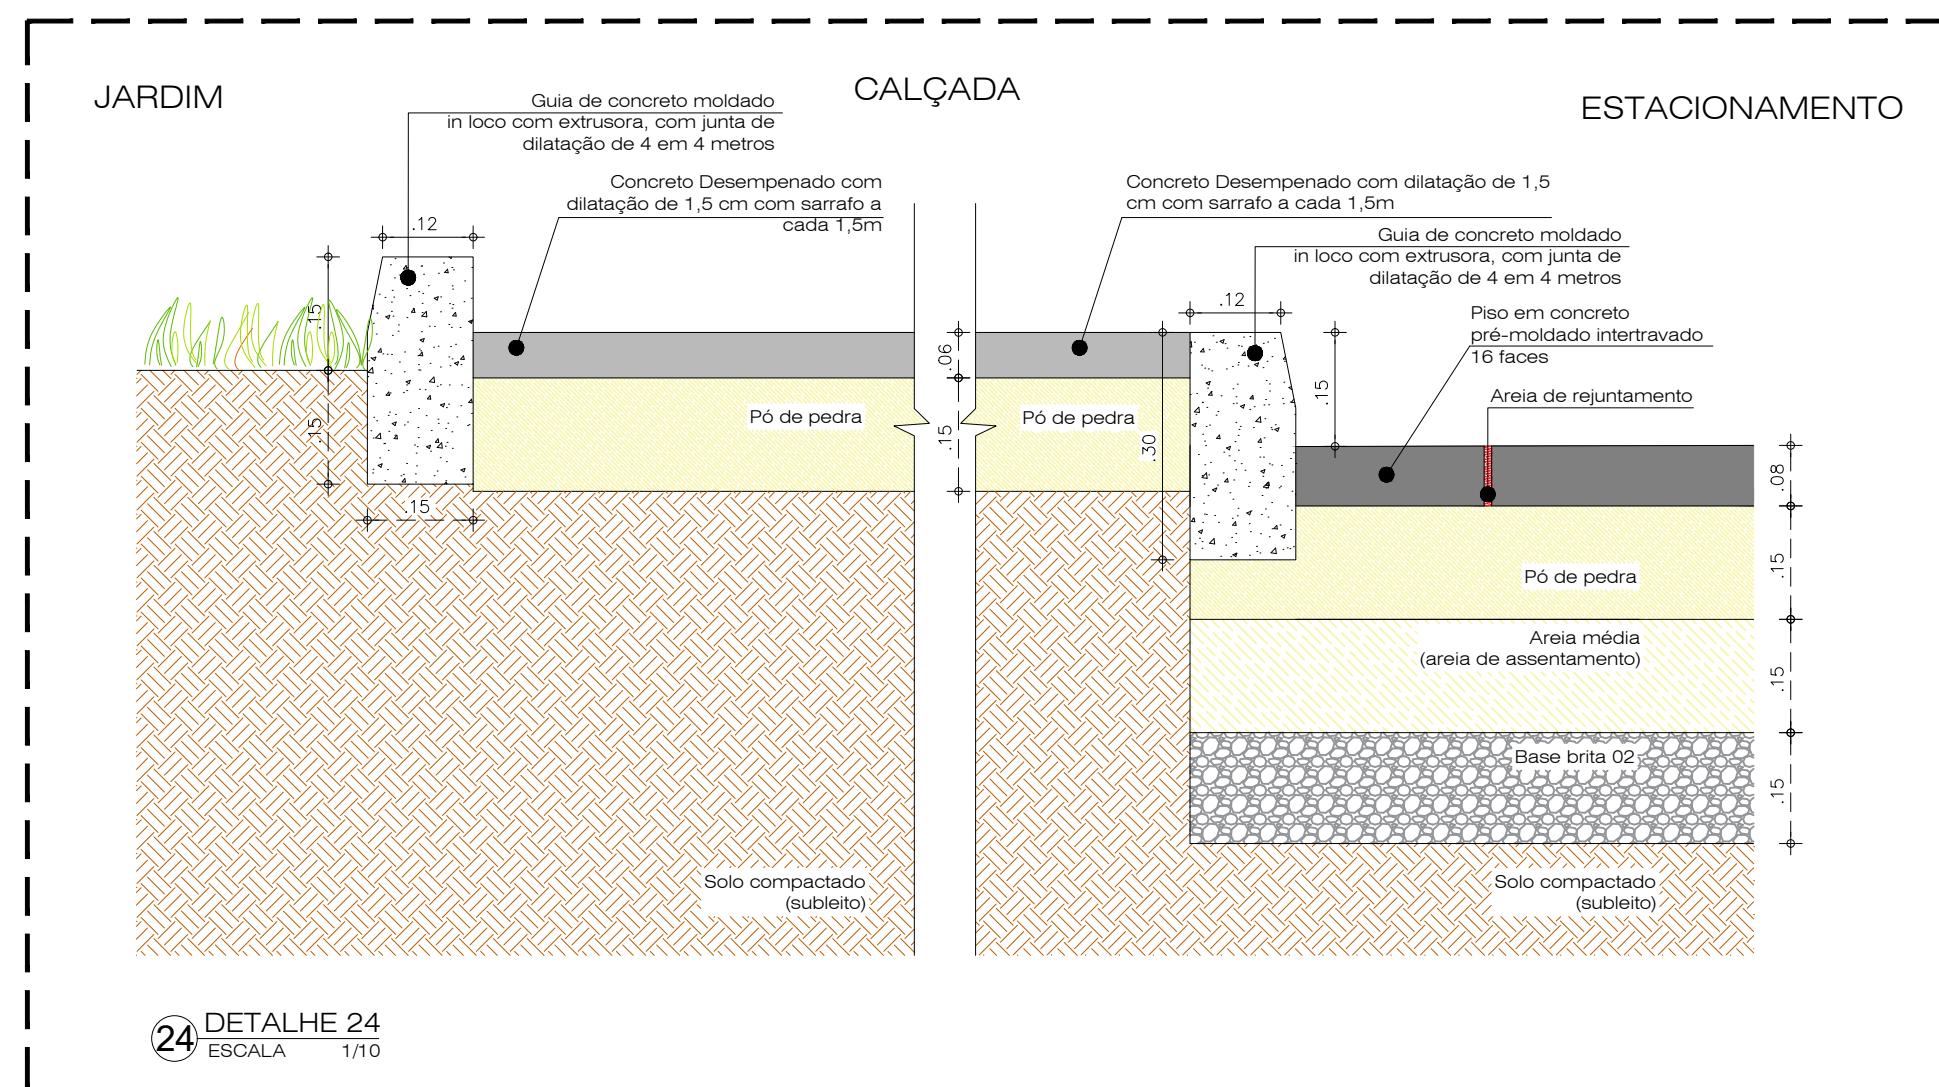 JARDIM
CALÇADA
ESTACIONAMENTO
Guia de concreto moldado
in loco com extrusora, com junta de
dilatação de 4 em 4 metros
Concreto Desempenado com
dilatação de 1,5 cm com sarrafo a
cada 1,5m
Concreto Desempenado com dilatação de 1,5
cm com sarrafo a cada 1,5m
Guia de concreto moldado
in loco com extrusora, com junta de
dilatação de 4 em 4 metros
Piso em concreto
pré-moldado intertravado
16 faces
Areia de rejuntamento
.12
.15
.15
.15
.06
.15
.12
.30
.15
.08
.15
.15
.15
Pó de pedra
Pó de pedra
Pó de pedra
Areia média
(areia de assentamento)
Base brita 02
Solo compactado
(subleito)
Solo compactado
(subleito)
24
DETALHE 24
ESCALA 1/10